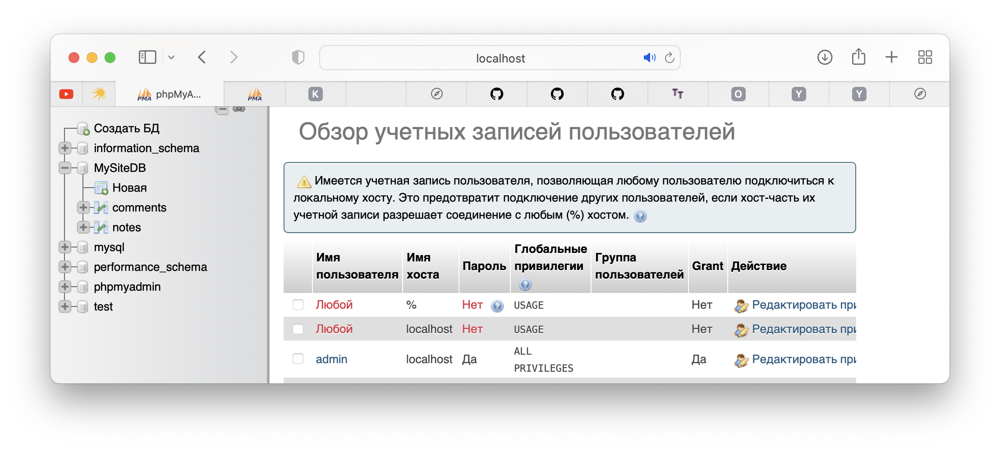 localhost
phpMyA...
PMA
PMA
K
TT
O
Y
Y
Создать БД
information_schema
MySiteDB
Новая
comments
notes
mysql
performance_schema
phpmyadmin
test
Обзор учетных записей пользователей
Имеется учетная запись пользователя, позволяющая любому пользователю подключиться к
локальному хосту. Это предотвратит подключение других пользователей, если хост-часть их
учетной записи разрешает соединение с любым (%) хостом.
Имя пользователя
Имя хоста
Пароль
Глобальные привилегии
Группа пользователей
Grant
Действие
Любой % Нет USAGE Нет Редактировать при
Любой localhost Нет USAGE Нет Редактировать при
admin localhost Да ALL PRIVILEGES Да Редактировать при